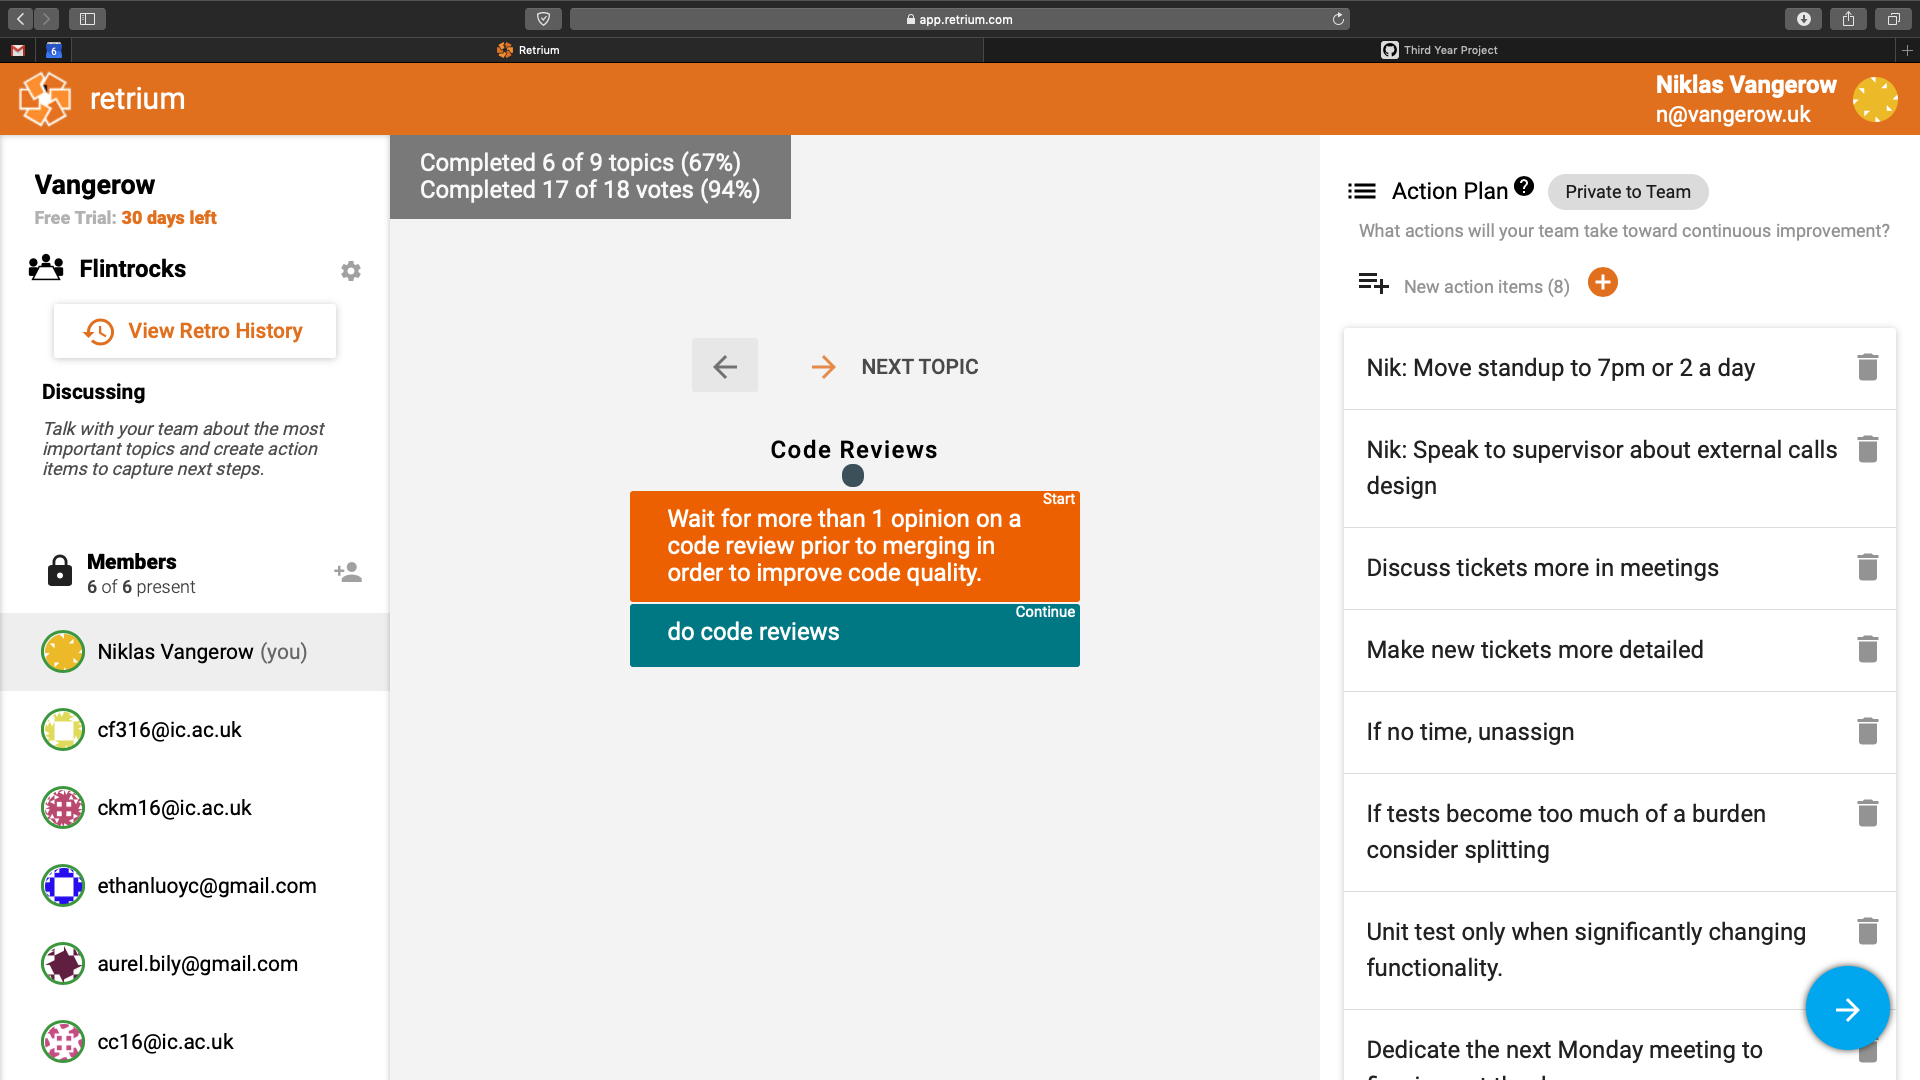 app.retrium.com
6
Retrium
Third Year Project
retrium
Niklas Vangerow
n@vangerow.uk
Vangerow
Free Trial: 30 days left
Flintrocks
View Retro History
Discussing
Talk with your team about the most
important topics and create action
items to capture next steps.
Members
6 of 6 present
Niklas Vangerow (you)
cf316@ic.ac.uk
ckm16@ic.ac.uk
ethanluoyc@gmail.com
aurel.bily@gmail.com
cc16@ic.ac.uk
Completed 6 of 9 topics (67%)
Completed 17 of 18 votes (94%)
NEXT TOPIC
Code Reviews
Start
Wait for more than 1 opinion on a
code review prior to merging in
order to improve code quality.
Continue
do code reviews
Action Plan ?
Private to Team
What actions will your team take toward continuous improvement?
New action items (8)
Nik: Move standup to 7pm or 2 a day
Nik: Speak to supervisor about external calls
design
Discuss tickets more in meetings
Make new tickets more detailed
If no time, unassign
If tests become too much of a burden
consider splitting
Unit test only when significantly changing
functionality.
Dedicate the next Monday meeting to